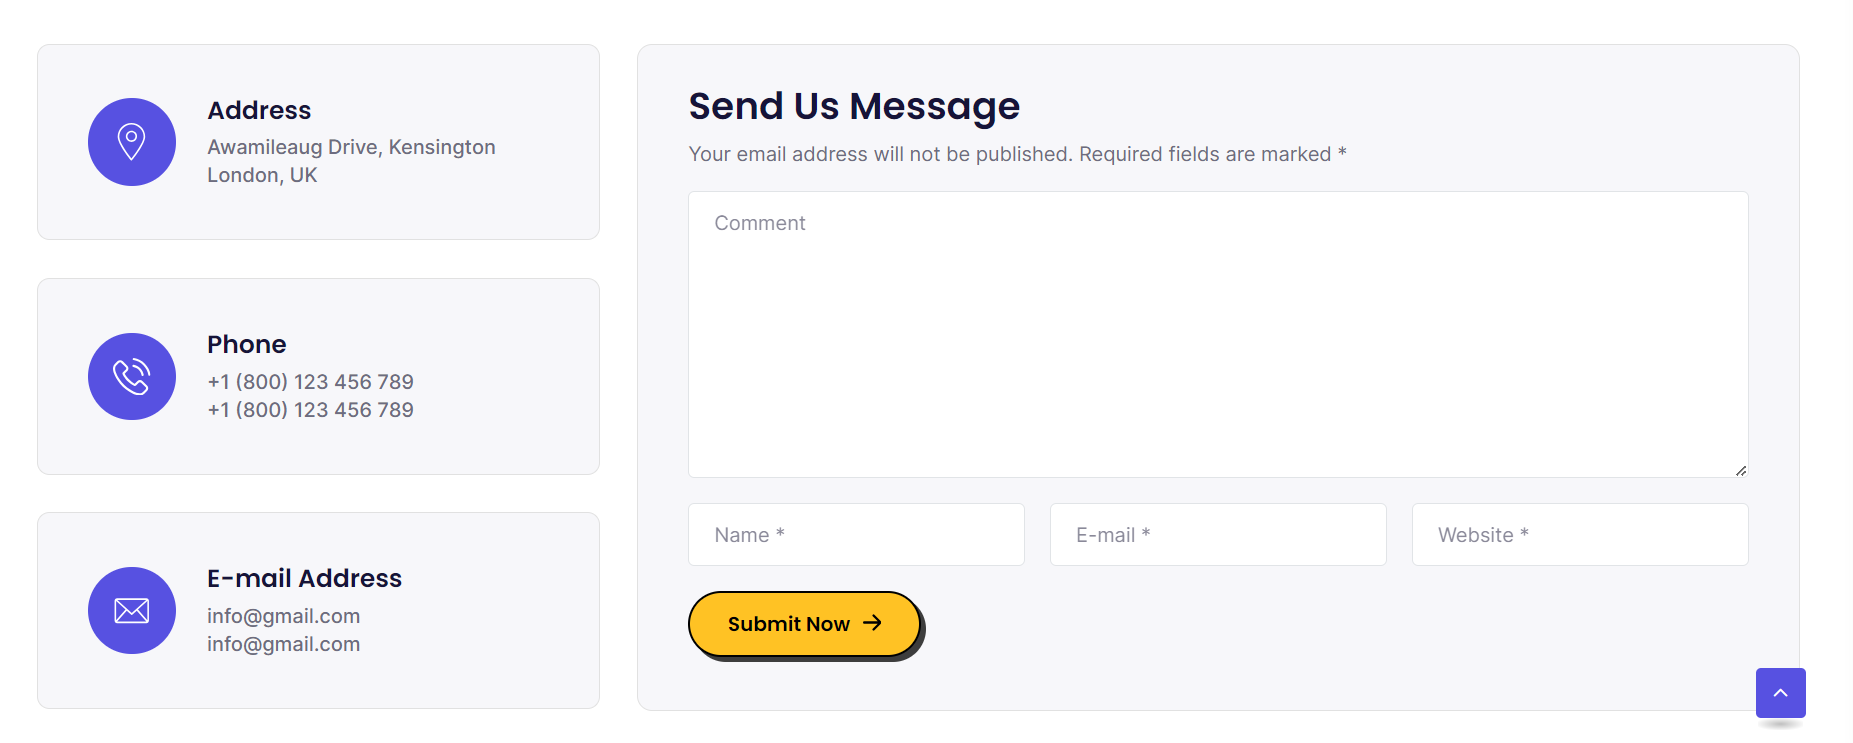 Address
Awamileaug Drive, Kensington
London, UK
Phone
+1 (800) 123 456 789
+1 (800) 123 456 789
E-mail Address
info@gmail.com
info@gmail.com
Send Us Message
Your email address will not be published. Required fields are marked *
Comment
Name *
E-mail *
Website *
Submit Now